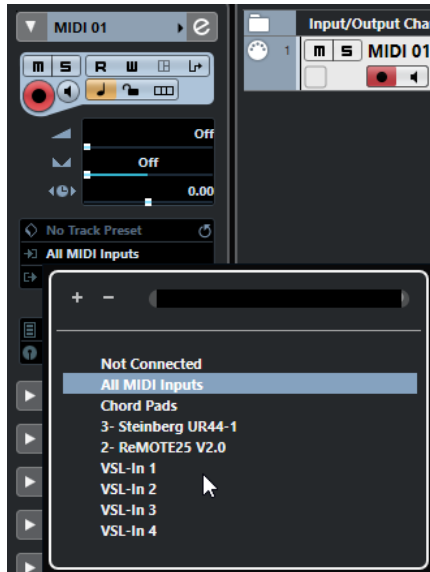 MIDI 01
e
m S R W
Off
Off
0.00
No Track Preset
All MIDI Inputs
Input/Output Cha
1 m S MIDI 01
+ −
Not Connected
All MIDI Inputs
Chord Pads
3- Steinberg UR44-1
2- ReMOTE25 V2.0
VSL-In 1
VSL-In 2
VSL-In 3
VSL-In 4